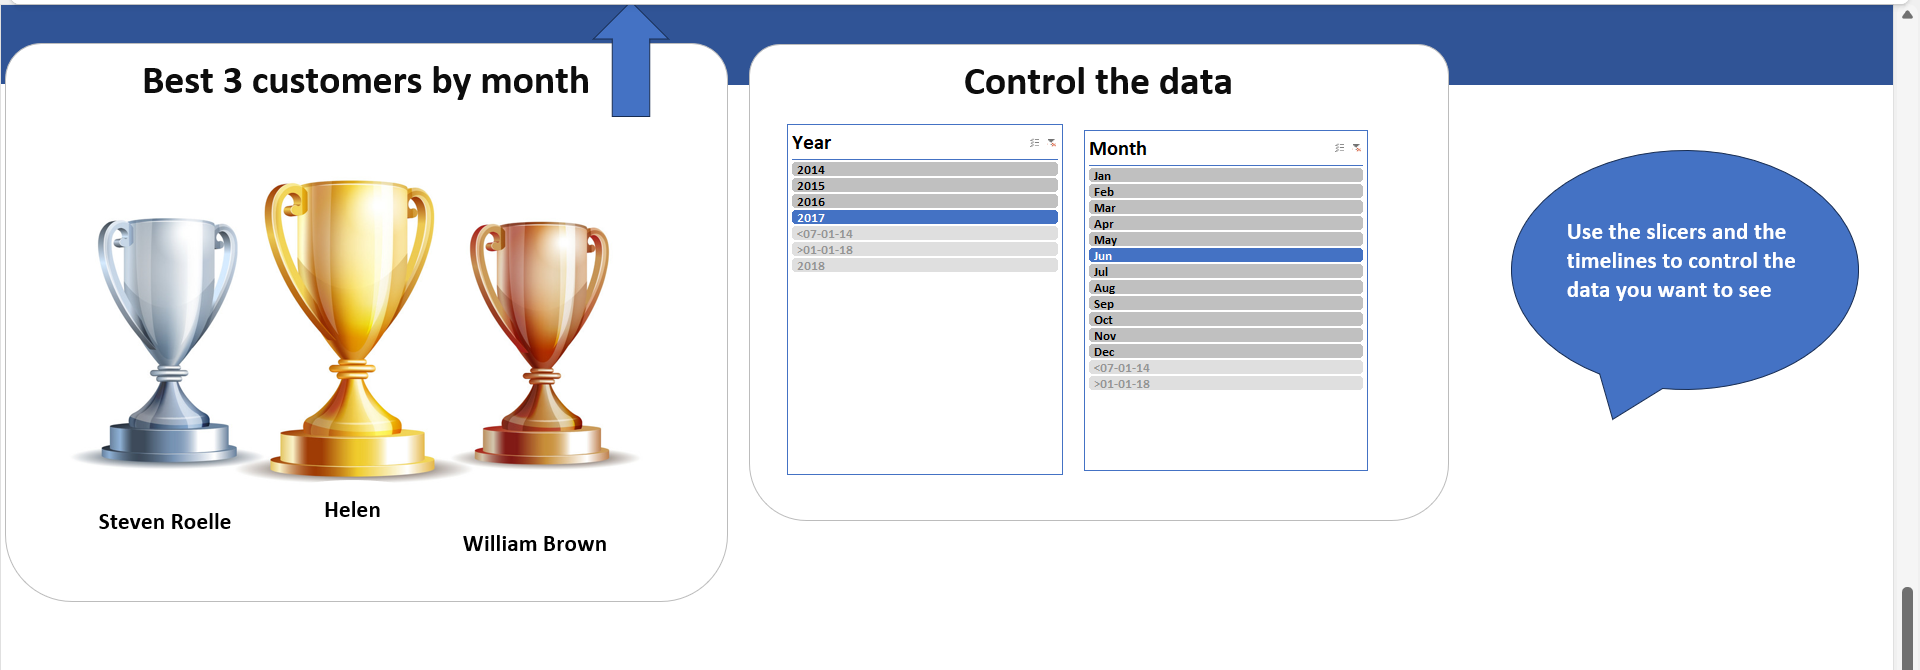 Best 3 customers by month
Steven Roelle
Helen
William Brown
Control the data
Year
2014
2015
2016
2017
<07-01-14
>01-01-18
2018
Month
Jan
Feb
Mar
Apr
May
Jun
Jul
Aug
Sep
Oct
Nov
Dec
<07-01-14
>01-01-18
Use the slicers and the
timelines to control the
data you want to see